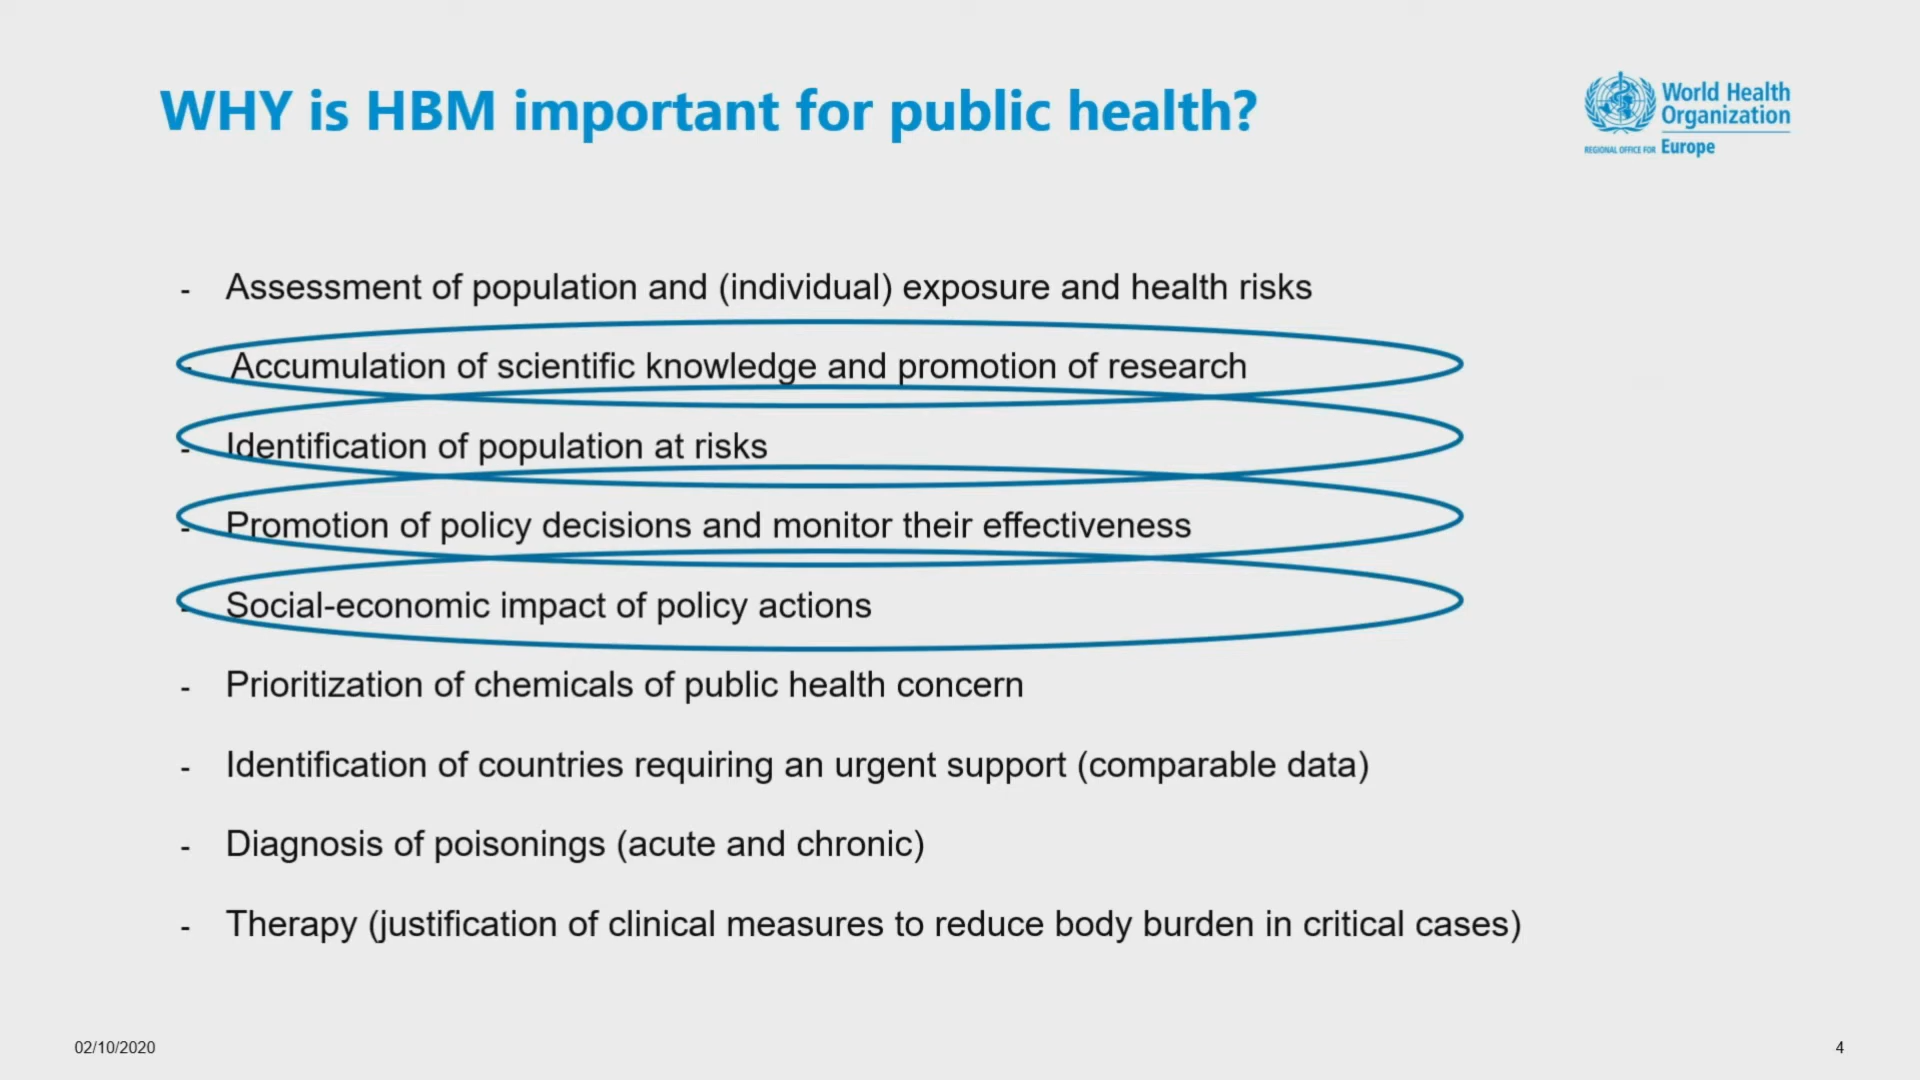 WHY is HBM important for public health?
World Health
Organization
REGIONAL OFFICE FOR Europe
- Assessment of population and (individual) exposure and health risks
- Accumulation of scientific knowledge and promotion of research
- Identification of population at risks
- Promotion of policy decisions and monitor their effectiveness
- Social-economic impact of policy actions
- Prioritization of chemicals of public health concern
- Identification of countries requiring an urgent support (comparable data)
- Diagnosis of poisonings (acute and chronic)
- Therapy (justification of clinical measures to reduce body burden in critical cases)
02/10/2020
4